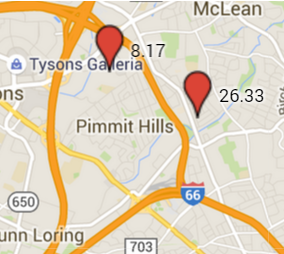 McLean
8.17
Tysons Galleria
ons
26.33
Pimmit Hills
66
650
unn Loring
703